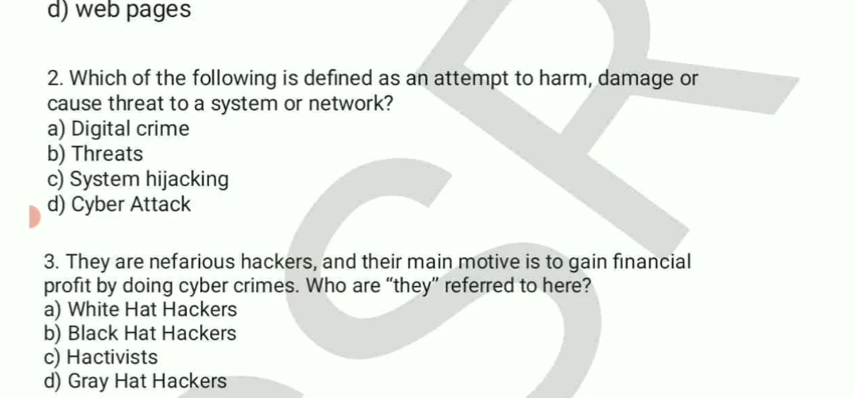 d) web pages
2. Which of the following is defined as an attempt to harm, damage or
cause threat to a system or network?
a) Digital crime
b) Threats
c) System hijacking
d) Cyber Attack
3. They are nefarious hackers, and their main motive is to gain financial
profit by doing cyber crimes. Who are “they” referred to here?
a) White Hat Hackers
b) Black Hat Hackers
c) Hactivists
d) Gray Hat Hackers